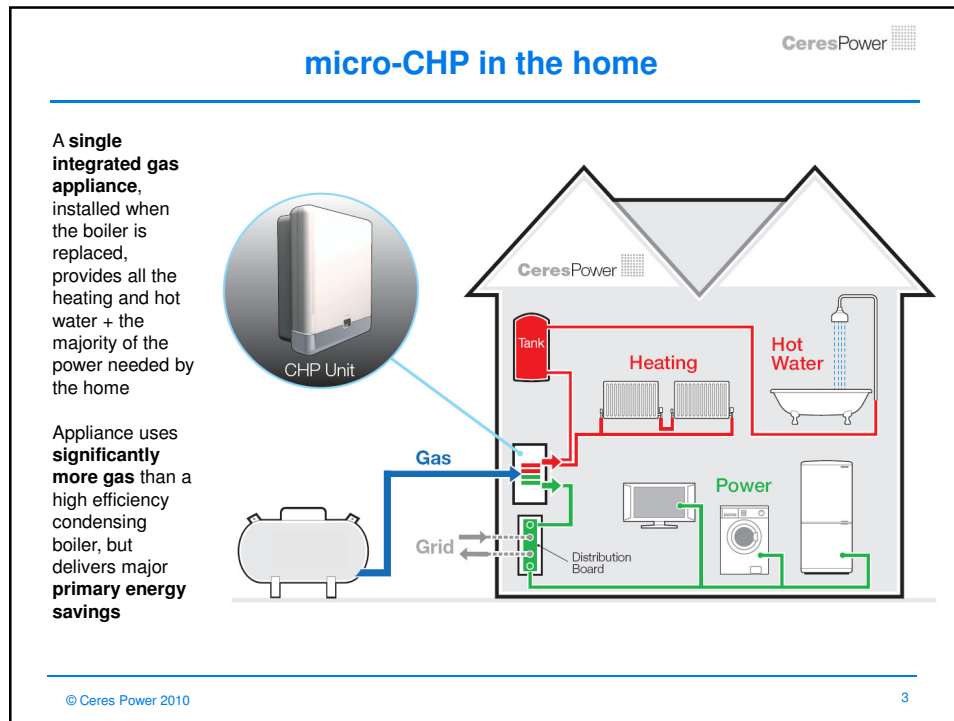 CeresPower
micro-CHP in the home
A single
integrated gas
appliance,
installed when
the boiler is
replaced,
provides all the
heating and hot
water + the
majority of the
power needed by
the home
Appliance uses
significantly
more gas than a
high efficiency
condensing
boiler, but
delivers major
primary energy
savings
CHP Unit
CeresPower
Tank
Heating
Hot
Water
Gas
Power
Grid
Distribution
Board
© Ceres Power 2010
3